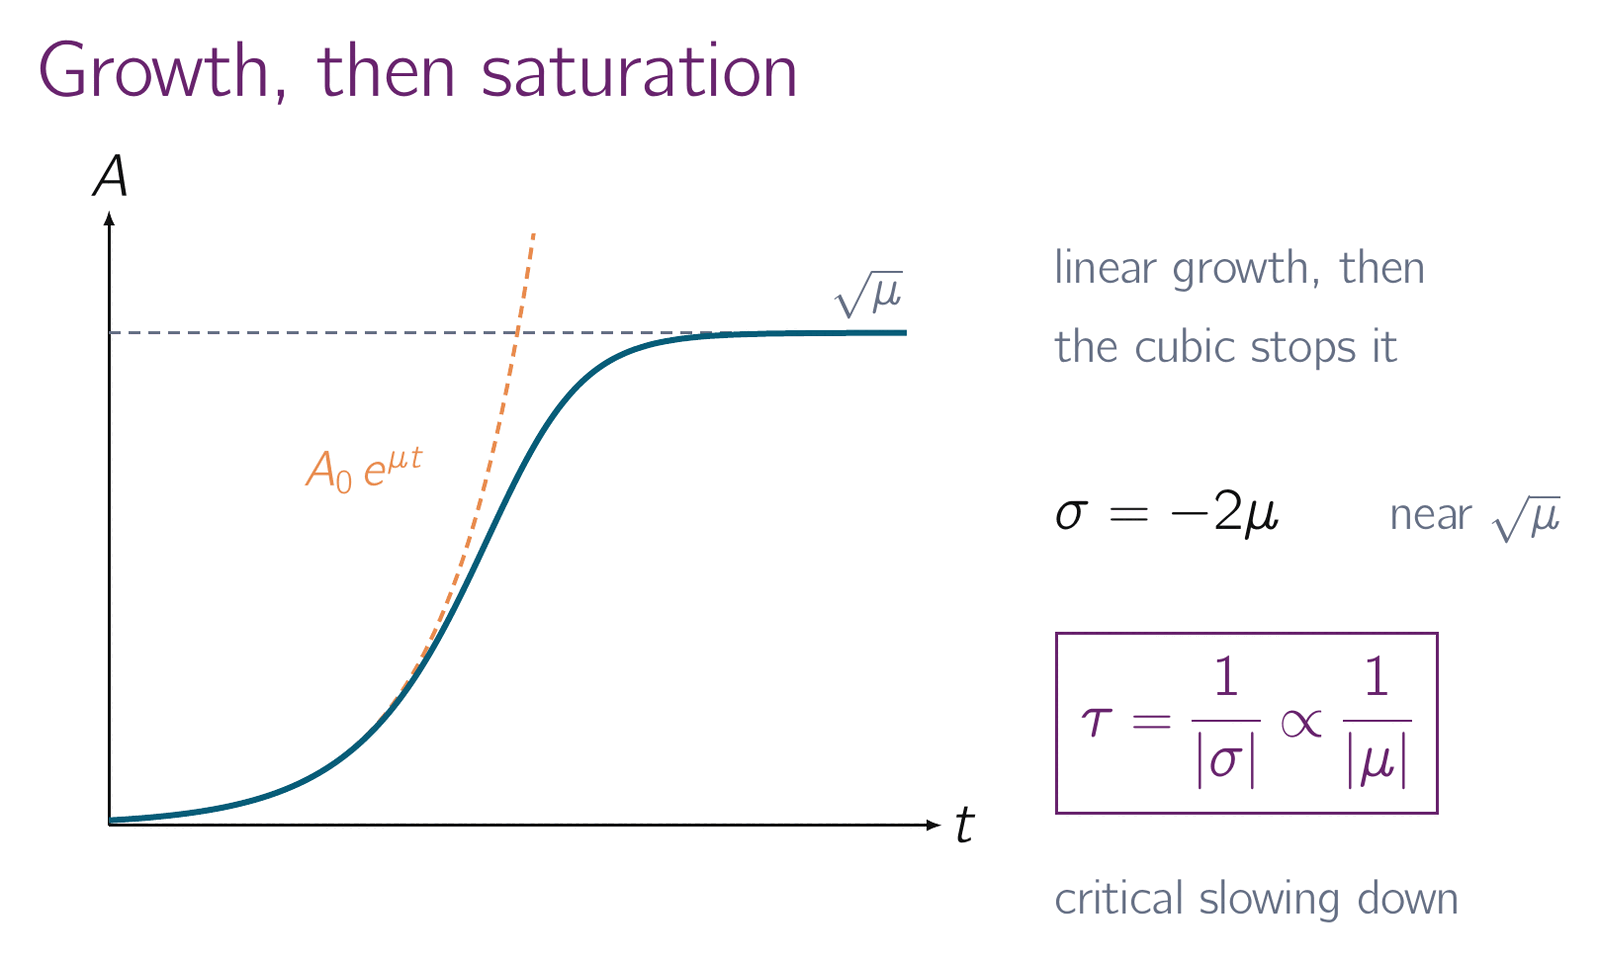 Growth, then saturation
A
√μ
A₀ e^{μt}
t
linear growth, then
the cubic stops it
σ = −2μ near √μ
τ = 1/|σ| ∝ 1/|μ|
critical slowing down